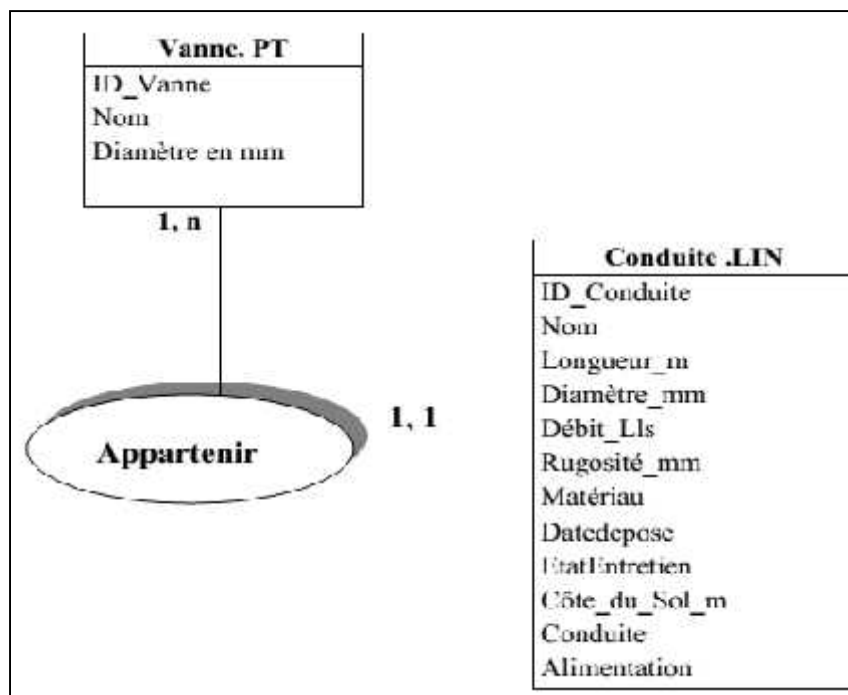 Vanne. PT
ID_Vanne
Nom
Diamètre en mm
1, n
Appartenir
1, 1
Conduite .LIN
ID_Conduite
Nom
Longueur_m
Diamètre_mm
Débit_Lls
Rugosité_mm
Matériau
Datedepose
EtatEntretien
Côte_du_Sol_m
Conduite
Alimentation